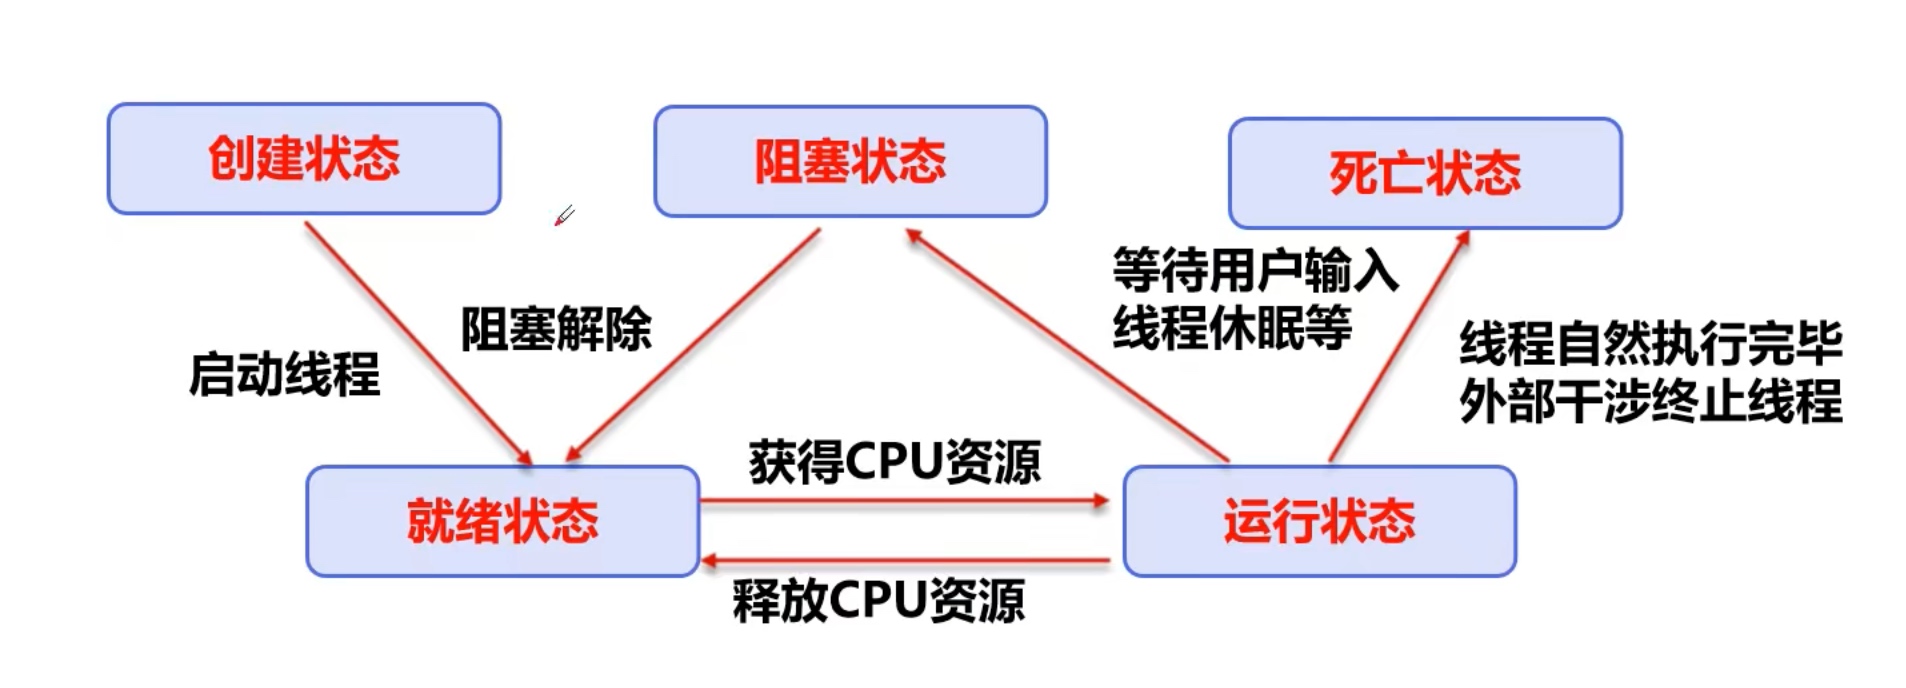 创建状态
阻塞状态
死亡状态
等待用户输入
线程休眠等
阻塞解除
启动线程
线程自然执行完毕
外部干涉终止线程
获得CPU资源
就绪状态
运行状态
释放CPU资源